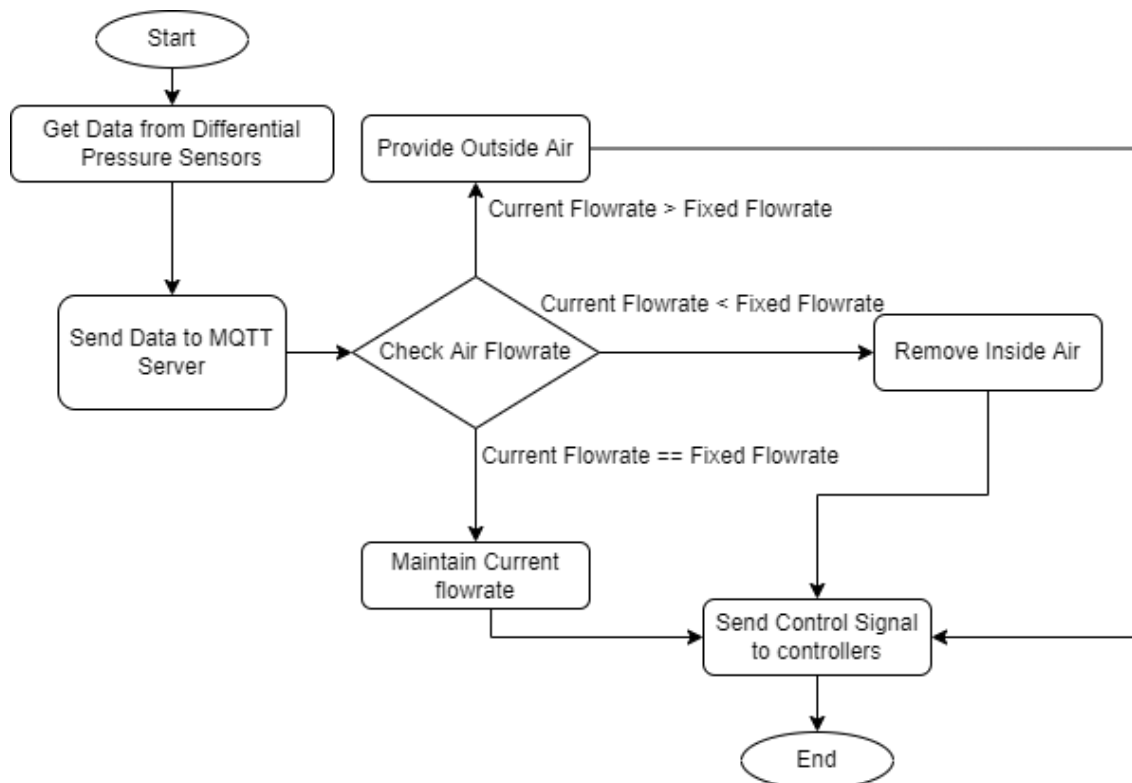 Start
Get Data from Differential
Pressure Sensors
Provide Outside Air
Current Flowrate > Fixed Flowrate
Send Data to MQTT
Server
Check Air Flowrate
Current Flowrate < Fixed Flowrate
Remove Inside Air
Current Flowrate == Fixed Flowrate
Maintain Current
flowrate
Send Control Signal
to controllers
End